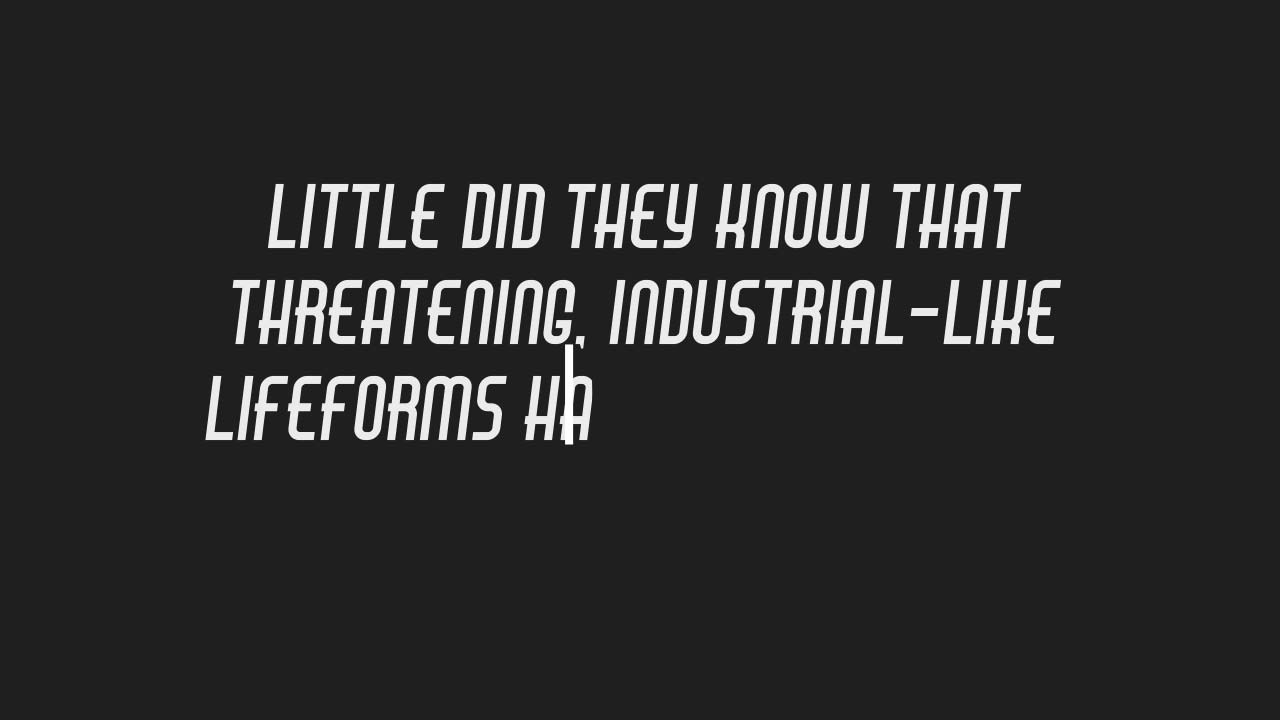 LITTLE DID THEY KNOW THAT
THREATENING, INDUSTRIAL-LIKE
LIFEFORMS HA